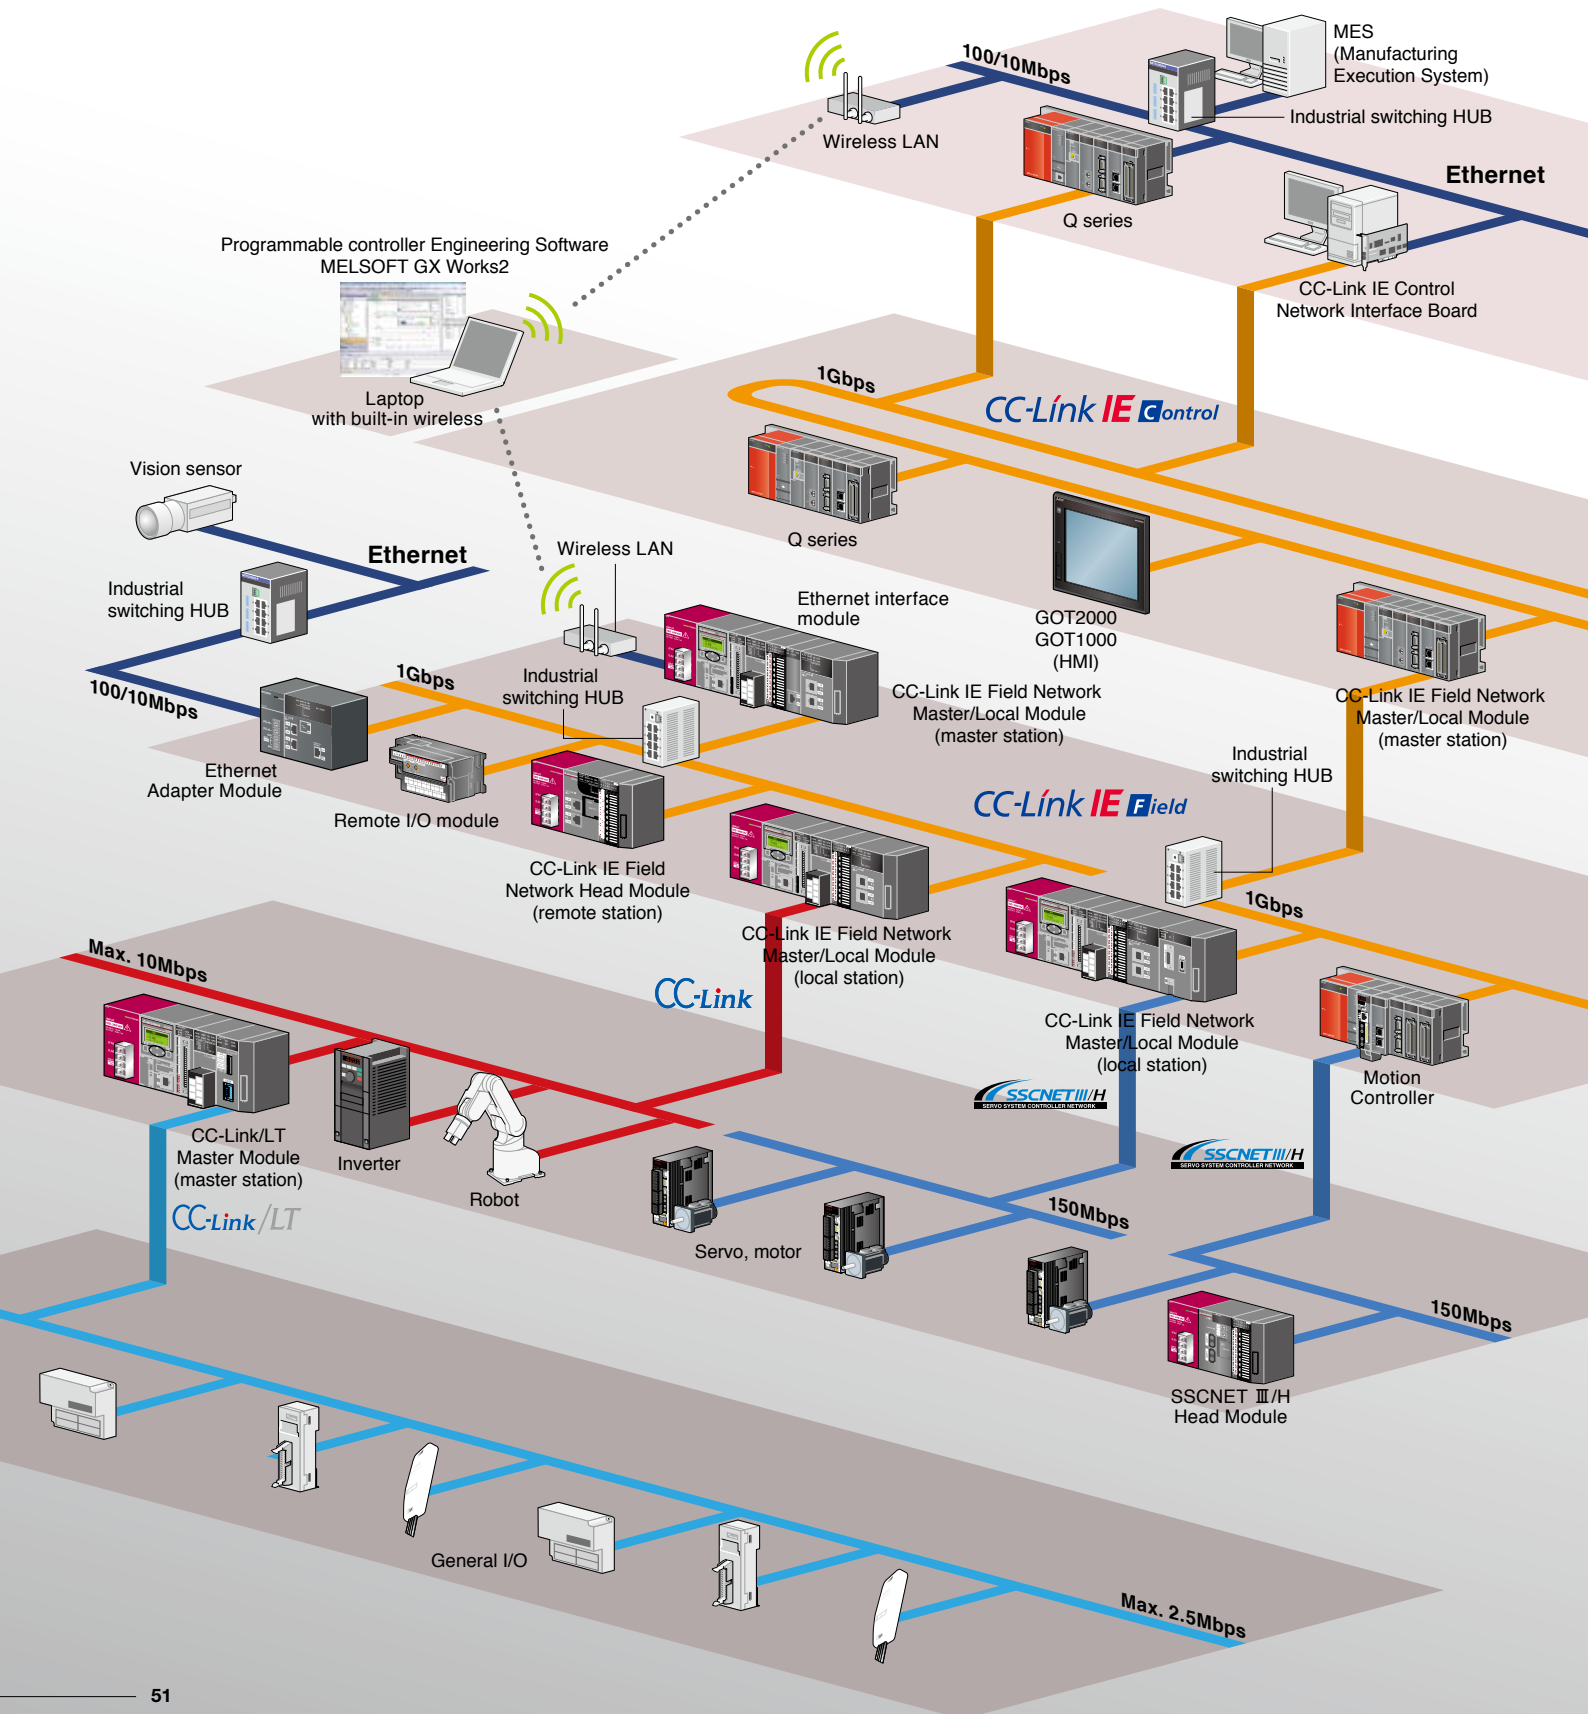 MES
(Manufacturing
Execution System)
100/10Mbps
Industrial switching HUB
Wireless LAN
Ethernet
Q series
Programmable controller Engineering Software
MELSOFT GX Works2
CC-Link IE Control
Network Interface Board
1Gbps
CC-Link IE Control
Laptop
with built-in wireless
Vision sensor
Q series
Ethernet
Wireless LAN
Industrial
switching HUB
Ethernet interface
module
GOT2000
GOT1000
(HMI)
1Gbps
Industrial
switching HUB
100/10Mbps
CC-Link IE Field Network
Master/Local Module
(master station)
CC-Link IE Field Network
Master/Local Module
(master station)
Ethernet
Adapter Module
Industrial
switching HUB
Remote I/O module
CC-Link IE Field
CC-Link IE Field
Network Head Module
(remote station)
1Gbps
CC-Link IE Field Network
Master/Local Module
(local station)
Max. 10Mbps
CC-Link
CC-Link IE Field Network
Master/Local Module
(local station)
Motion
Controller
SSCNETIII/H
SERVO SYSTEM CONTROLLER NETWORK
CC-Link/LT
Master Module
(master station)
Inverter
Robot
SSCNETIII/H
SERVO SYSTEM CONTROLLER NETWORK
CC-Link/LT
150Mbps
Servo, motor
150Mbps
SSCNET Ⅲ/H
Head Module
General I/O
Max. 2.5Mbps
51